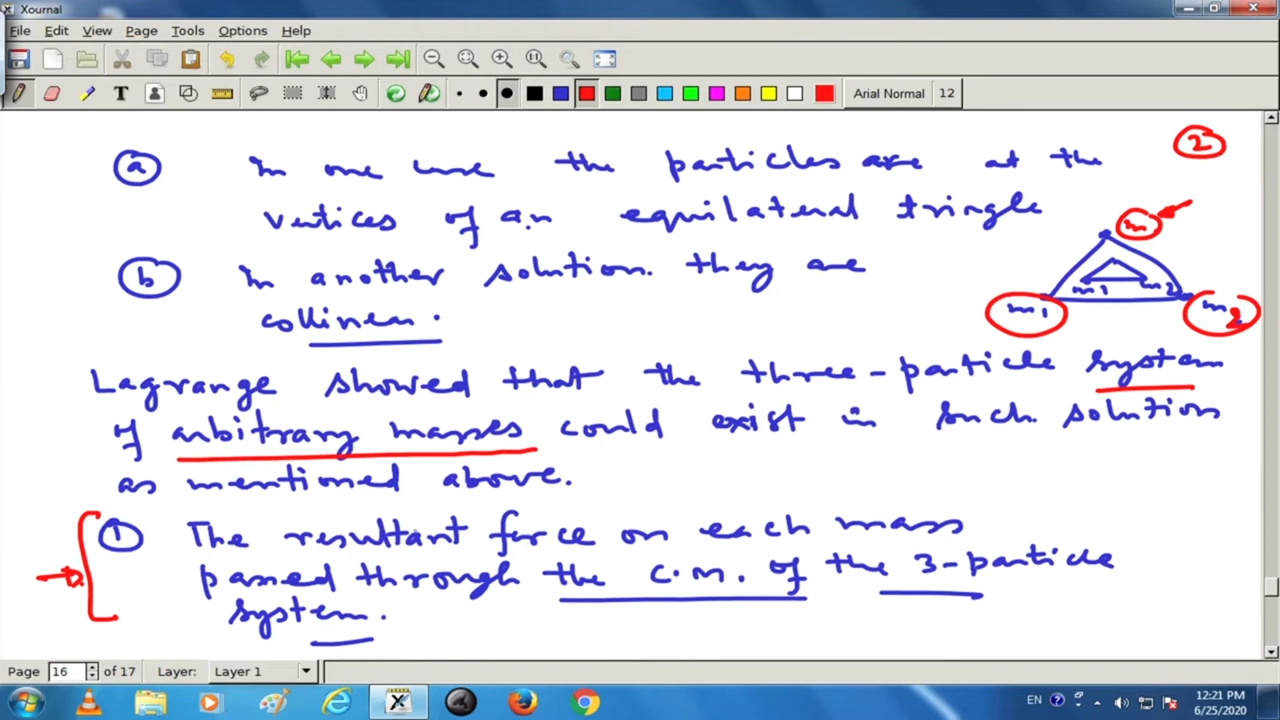 Xournal
File Edit View Page Tools Options Help
Arial Normal 12
2
a In one case the particles are at the
vertices of an equilateral tringle
m
b In another solution. they are
collinear.
m1 m2
m1 m2
Lagrange showed that the three-particle system
of arbitrary masses could exist in such solution
as mentioned above.
1 The resultant force on each mass
passed through the c.m. of the 3-particle
system.
Page 16 of 17 Layer: Layer 1
EN 12:21 PM
6/25/2020